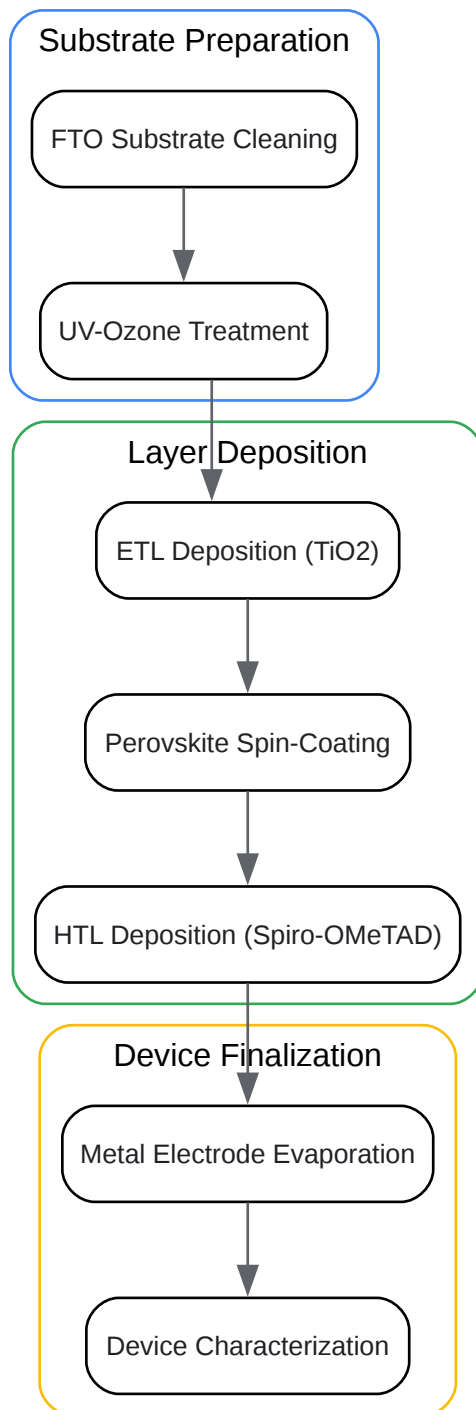 Substrate Preparation
FTO Substrate Cleaning
UV-Ozone Treatment
Layer Deposition
ETL Deposition (TiO2)
Perovskite Spin-Coating
HTL Deposition (Spiro-OMeTAD)
Device Finalization
Metal Electrode Evaporation
Device Characterization